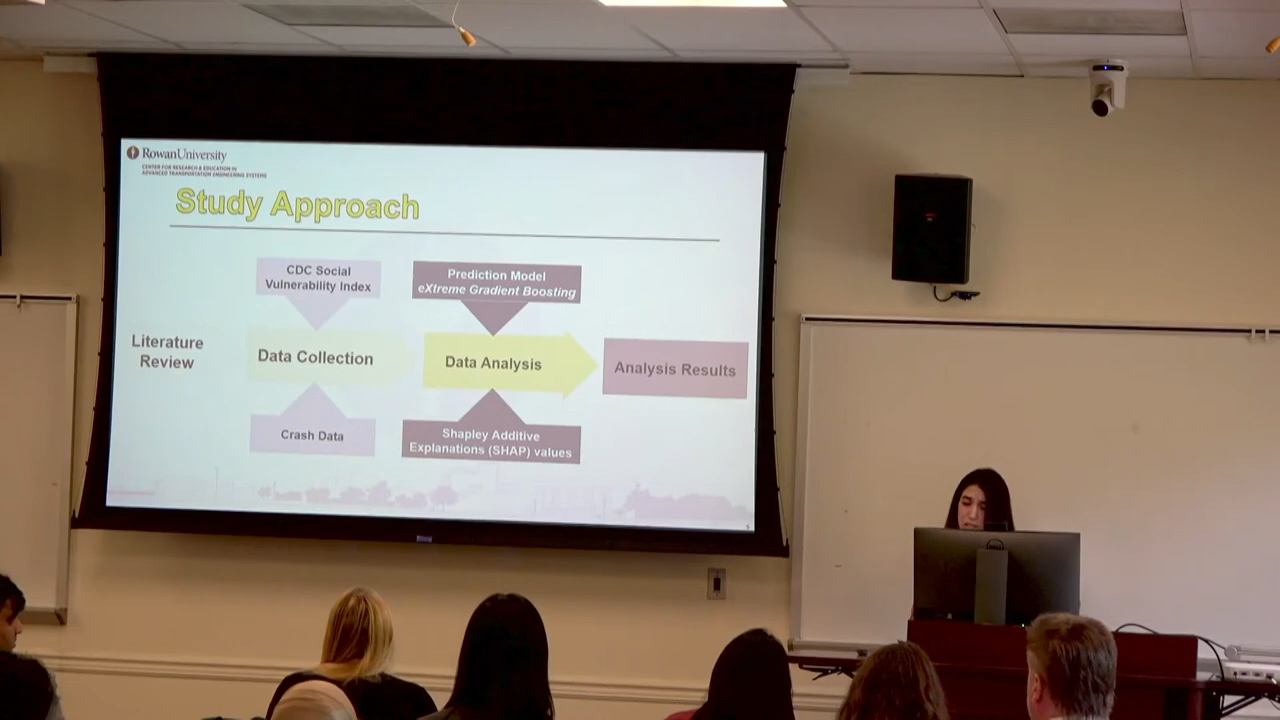 RowanUniversity
CENTER FOR RESEARCH & EDUCATION IN
ADVANCED TRANSPORTATION ENGINEERING SYSTEMS
Study Approach
CDC Social
Vulnerability Index
Prediction Model
eXtreme Gradient Boosting
Literature
Review
Data Collection
Data Analysis
Analysis Results
Crash Data
Shapley Additive
Explanations (SHAP) values